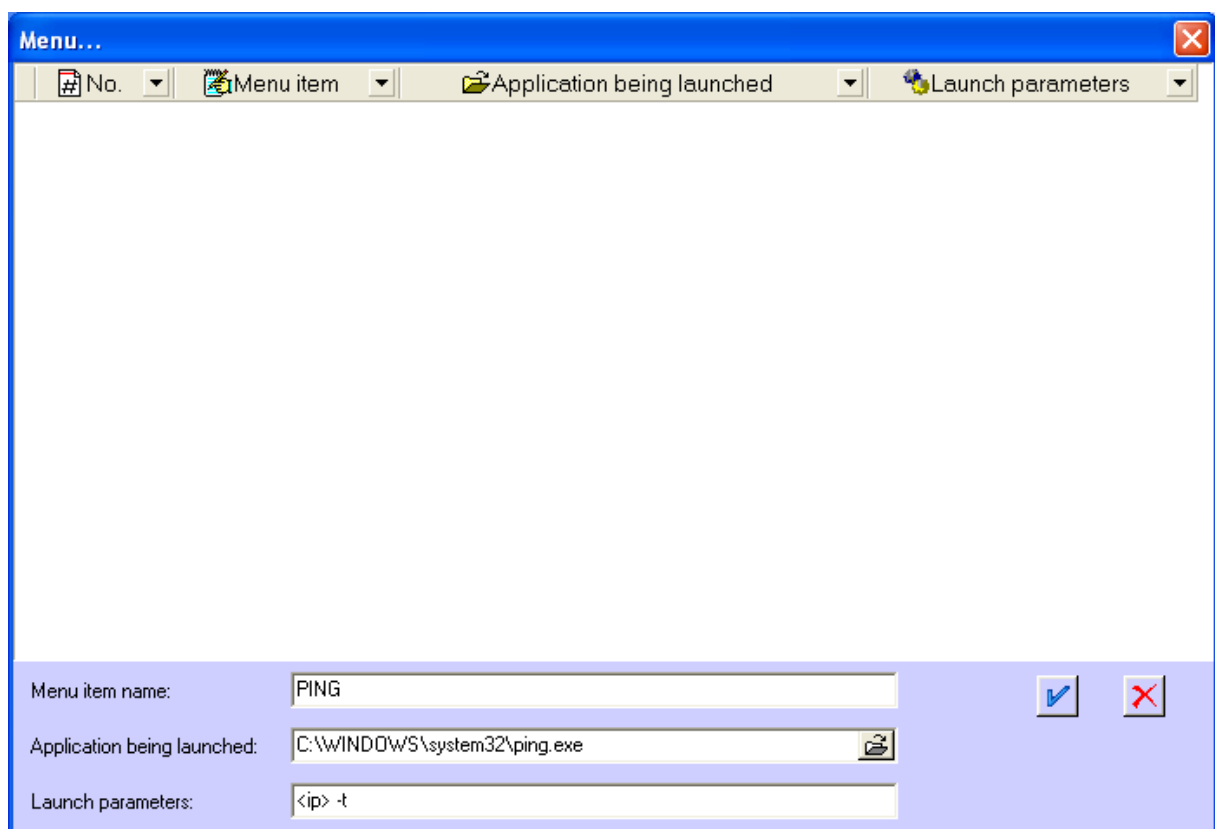 Menu...
No. Menu item Application being launched Launch parameters
Menu item name: PING
Application being launched: C:\WINDOWS\system32\ping.exe
Launch parameters: <ip> -t